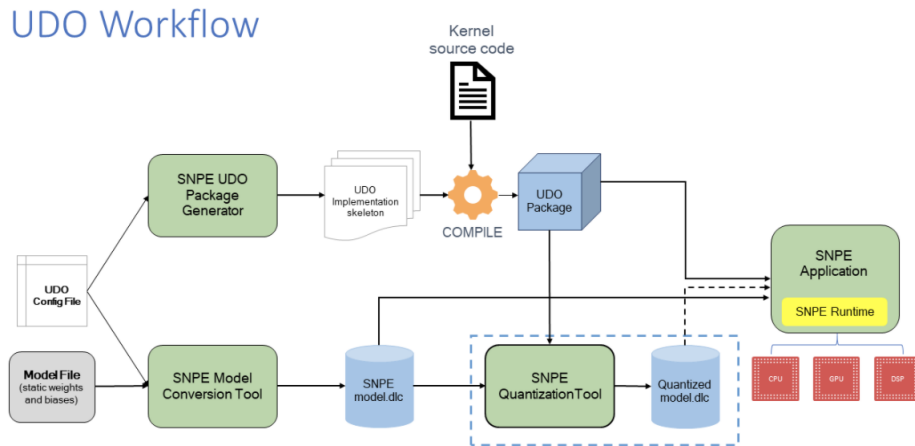 UDO Workflow
Kernel
source code
SNPE UDO
Package
Generator
UDO
Implementation
skeleton
COMPILE
UDO
Package
SNPE
Application
SNPE Runtime
UDO
Config File
Model File
(static weights
and biases)
SNPE Model
Conversion Tool
SNPE
model.dlc
SNPE
Quantization Tool
Quantized
model.dlc
CPU
GPU
DSP